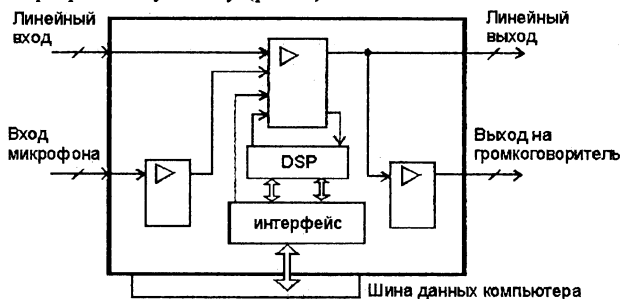 Линейный
вход
Линейный
выход
Вход
микрофона
Выход на
громкоговоритель
DSP
интерфейс
Шина данных компьютера